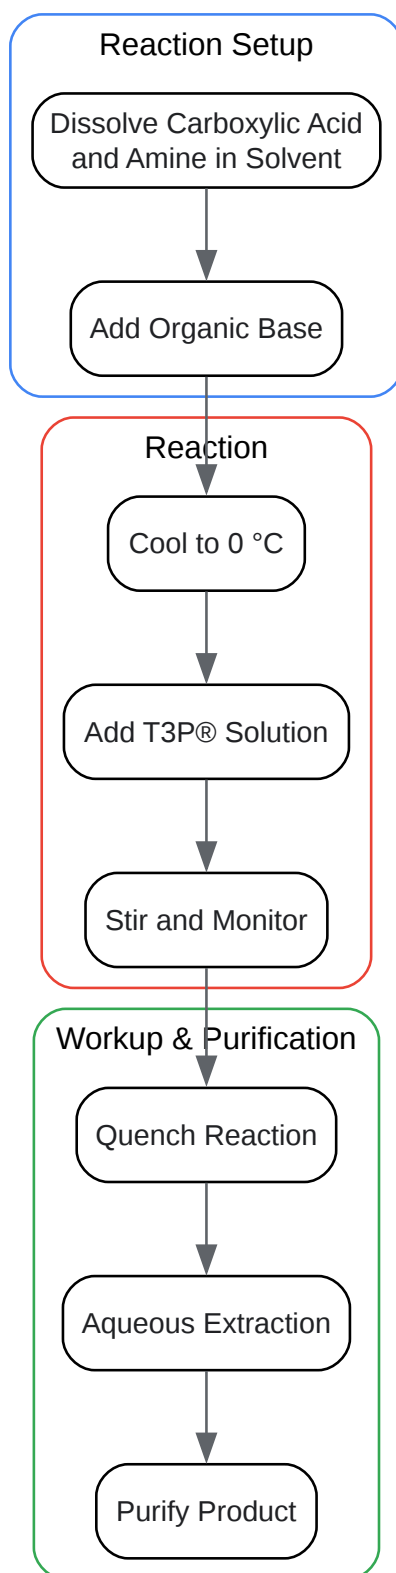 Reaction Setup
Dissolve Carboxylic Acid
and Amine in Solvent
Add Organic Base
Reaction
Cool to 0 °C
Add T3P® Solution
Stir and Monitor
Workup & Purification
Quench Reaction
Aqueous Extraction
Purify Product